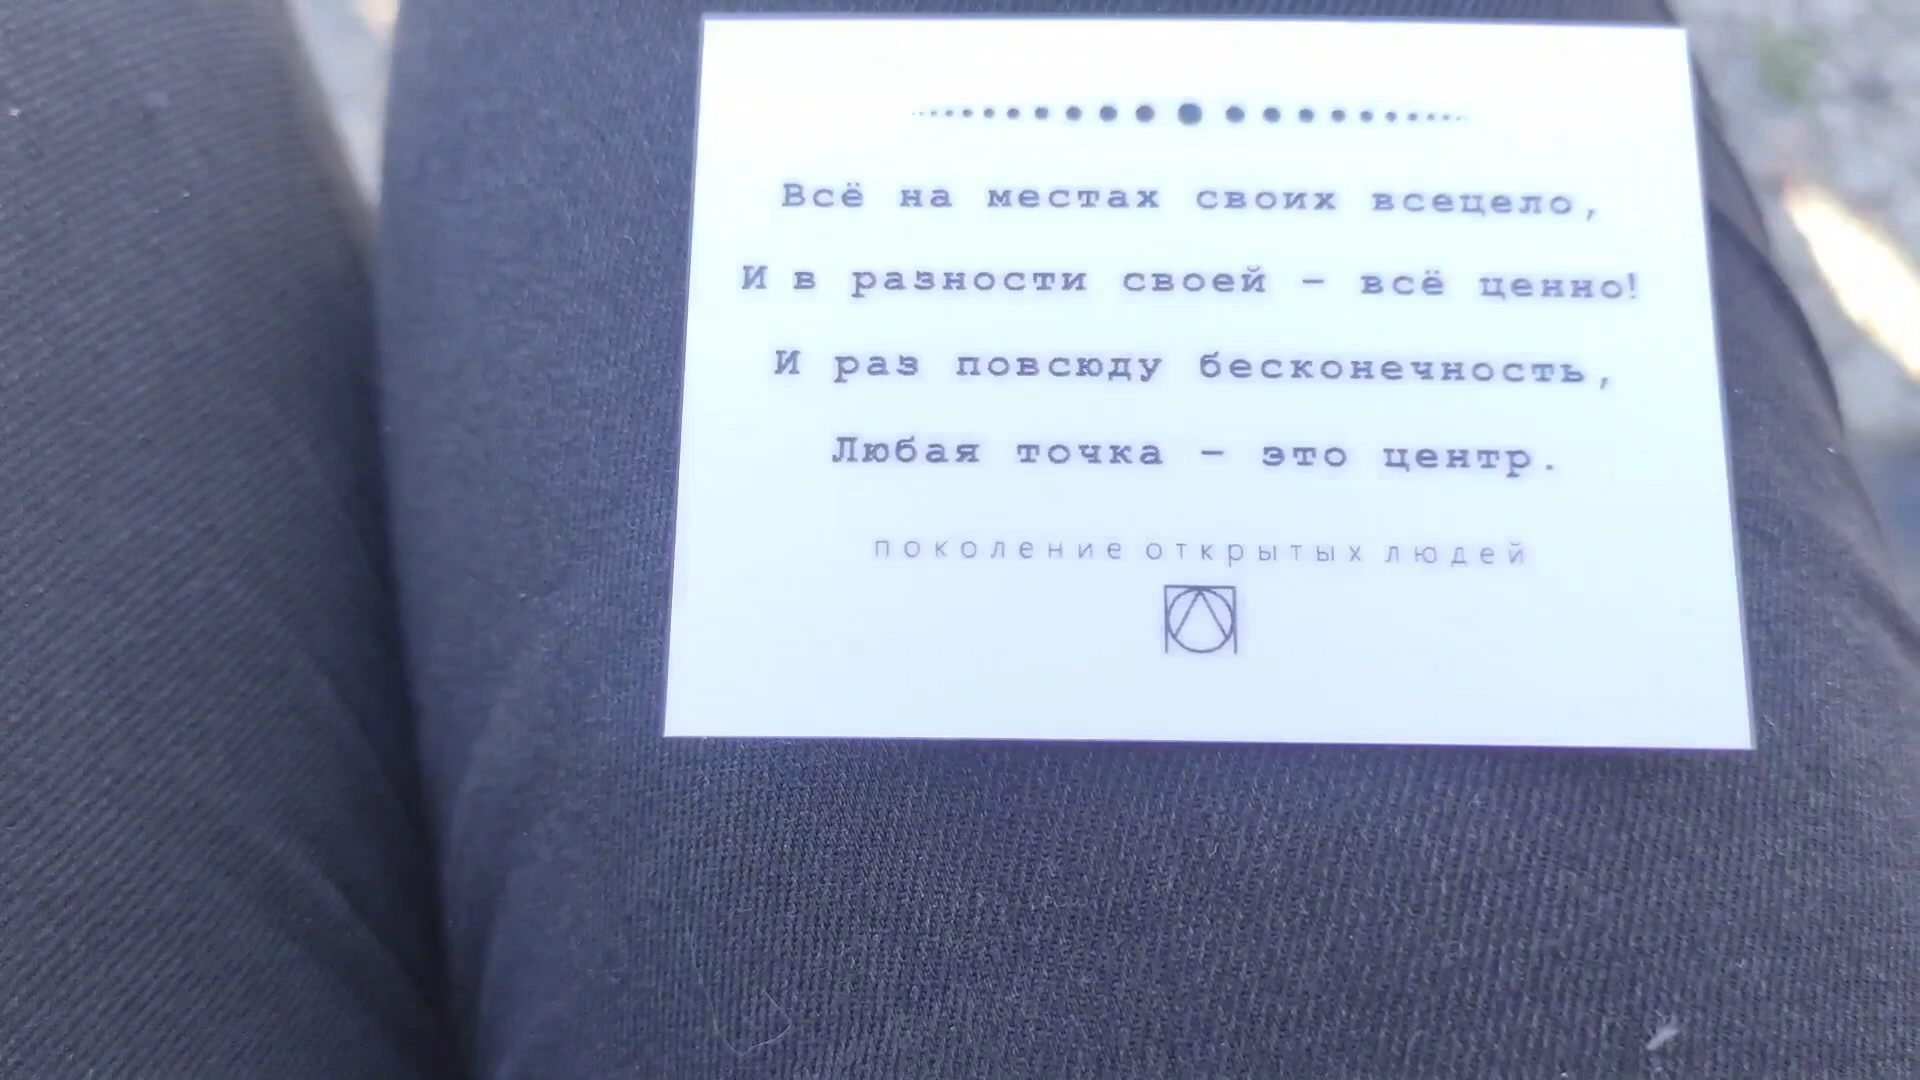 Всё на местах своих всецело,
И в разности своей – всё ценно!
И раз повсюду бесконечность,
Любая точка – это центр.
поколение открытых людей